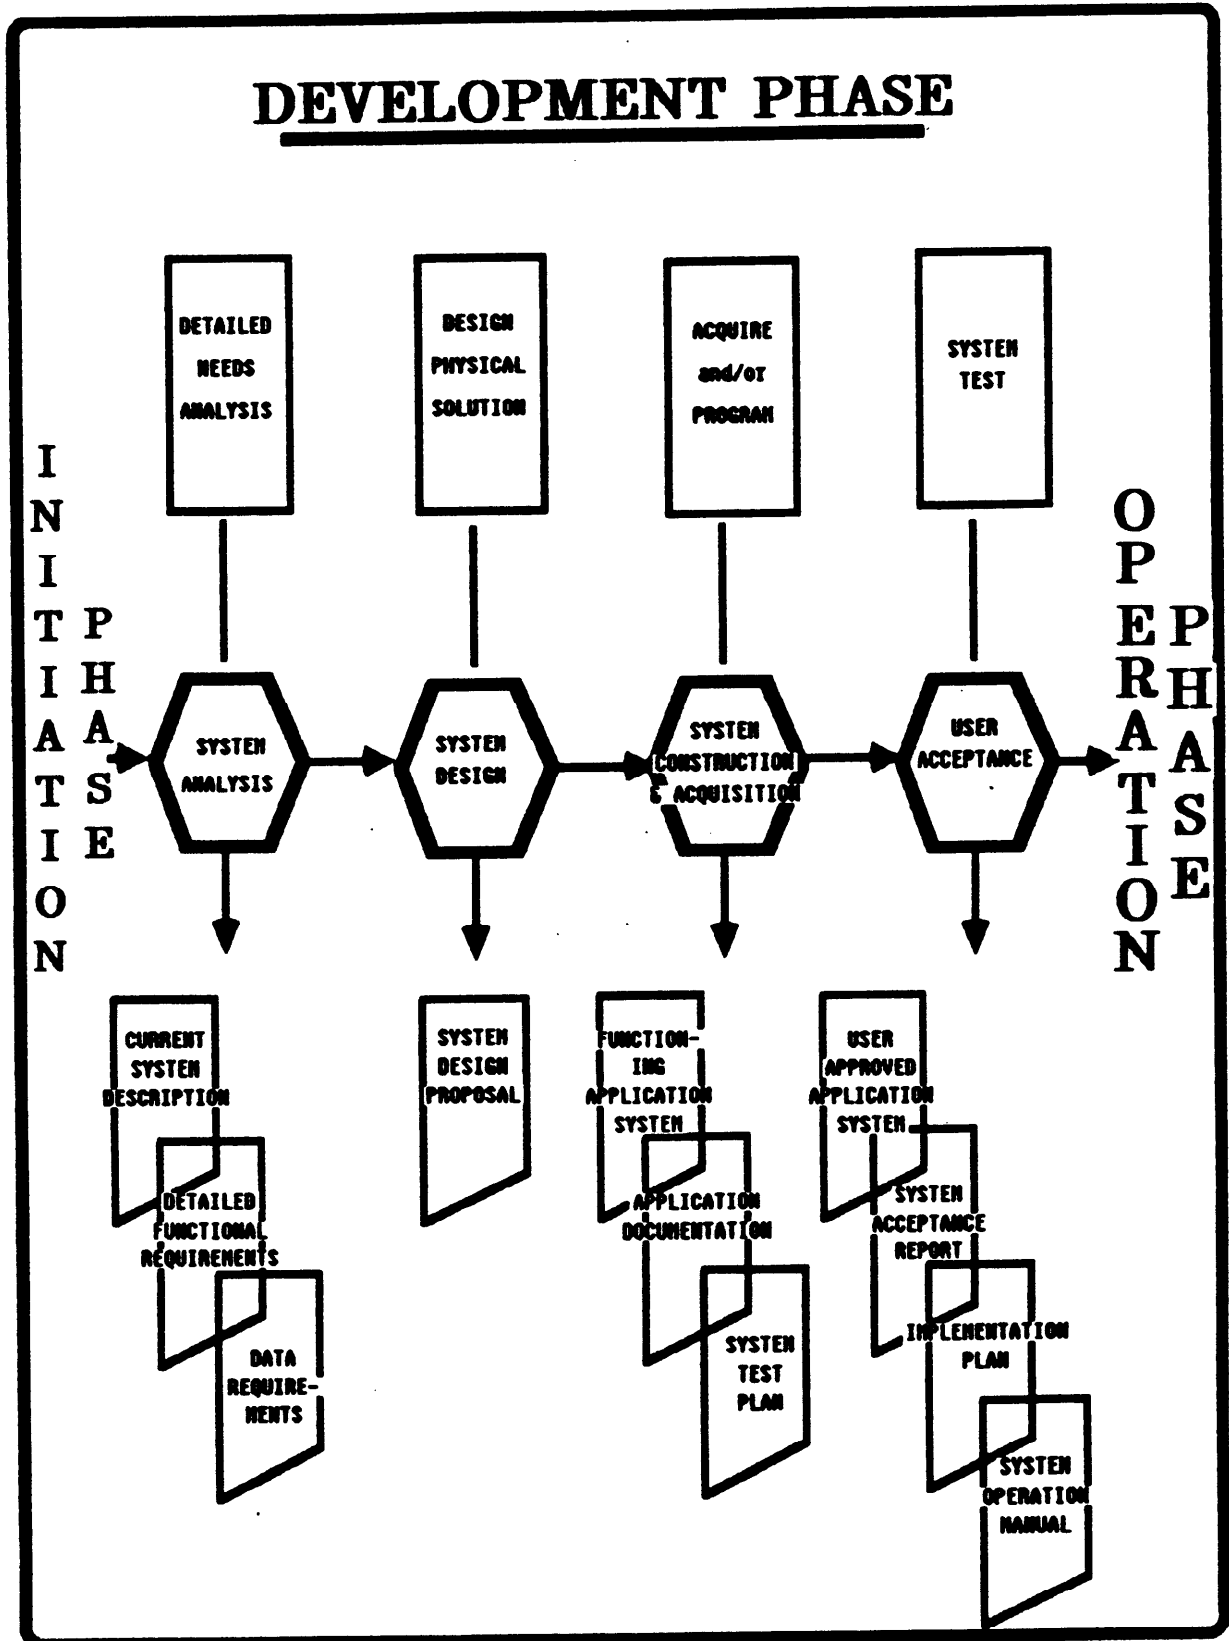 DEVELOPMENT PHASE
DETAILED
NEEDS
ANALYSIS
DESIGN
PHYSICAL
SOLUTION
ACQUIRE
and/or
PROGRAM
SYSTEM
TEST
INITIATION
PHASE
SYSTEM
ANALYSIS
SYSTEM
DESIGN
SYSTEM
CONSTRUCTION
& ACQUISITION
USER
ACCEPTANCE
OPERATION
PHASE
CURRENT
SYSTEM
DESCRIPTION
DETAILED
FUNCTIONAL
REQUIREMENTS
DATA
REQUIRE-
MENTS
SYSTEM
DESIGN
PROPOSAL
FUNCTION-
ING
APPLICATION
SYSTEM
APPLICATION
DOCUMENTATION
SYSTEM
TEST
PLAN
USER
APPROVED
APPLICATION
SYSTEM
SYSTEM
ACCEPTANCE
REPORT
IMPLEMENTATION
PLAN
SYSTEM
OPERATION
MANUAL